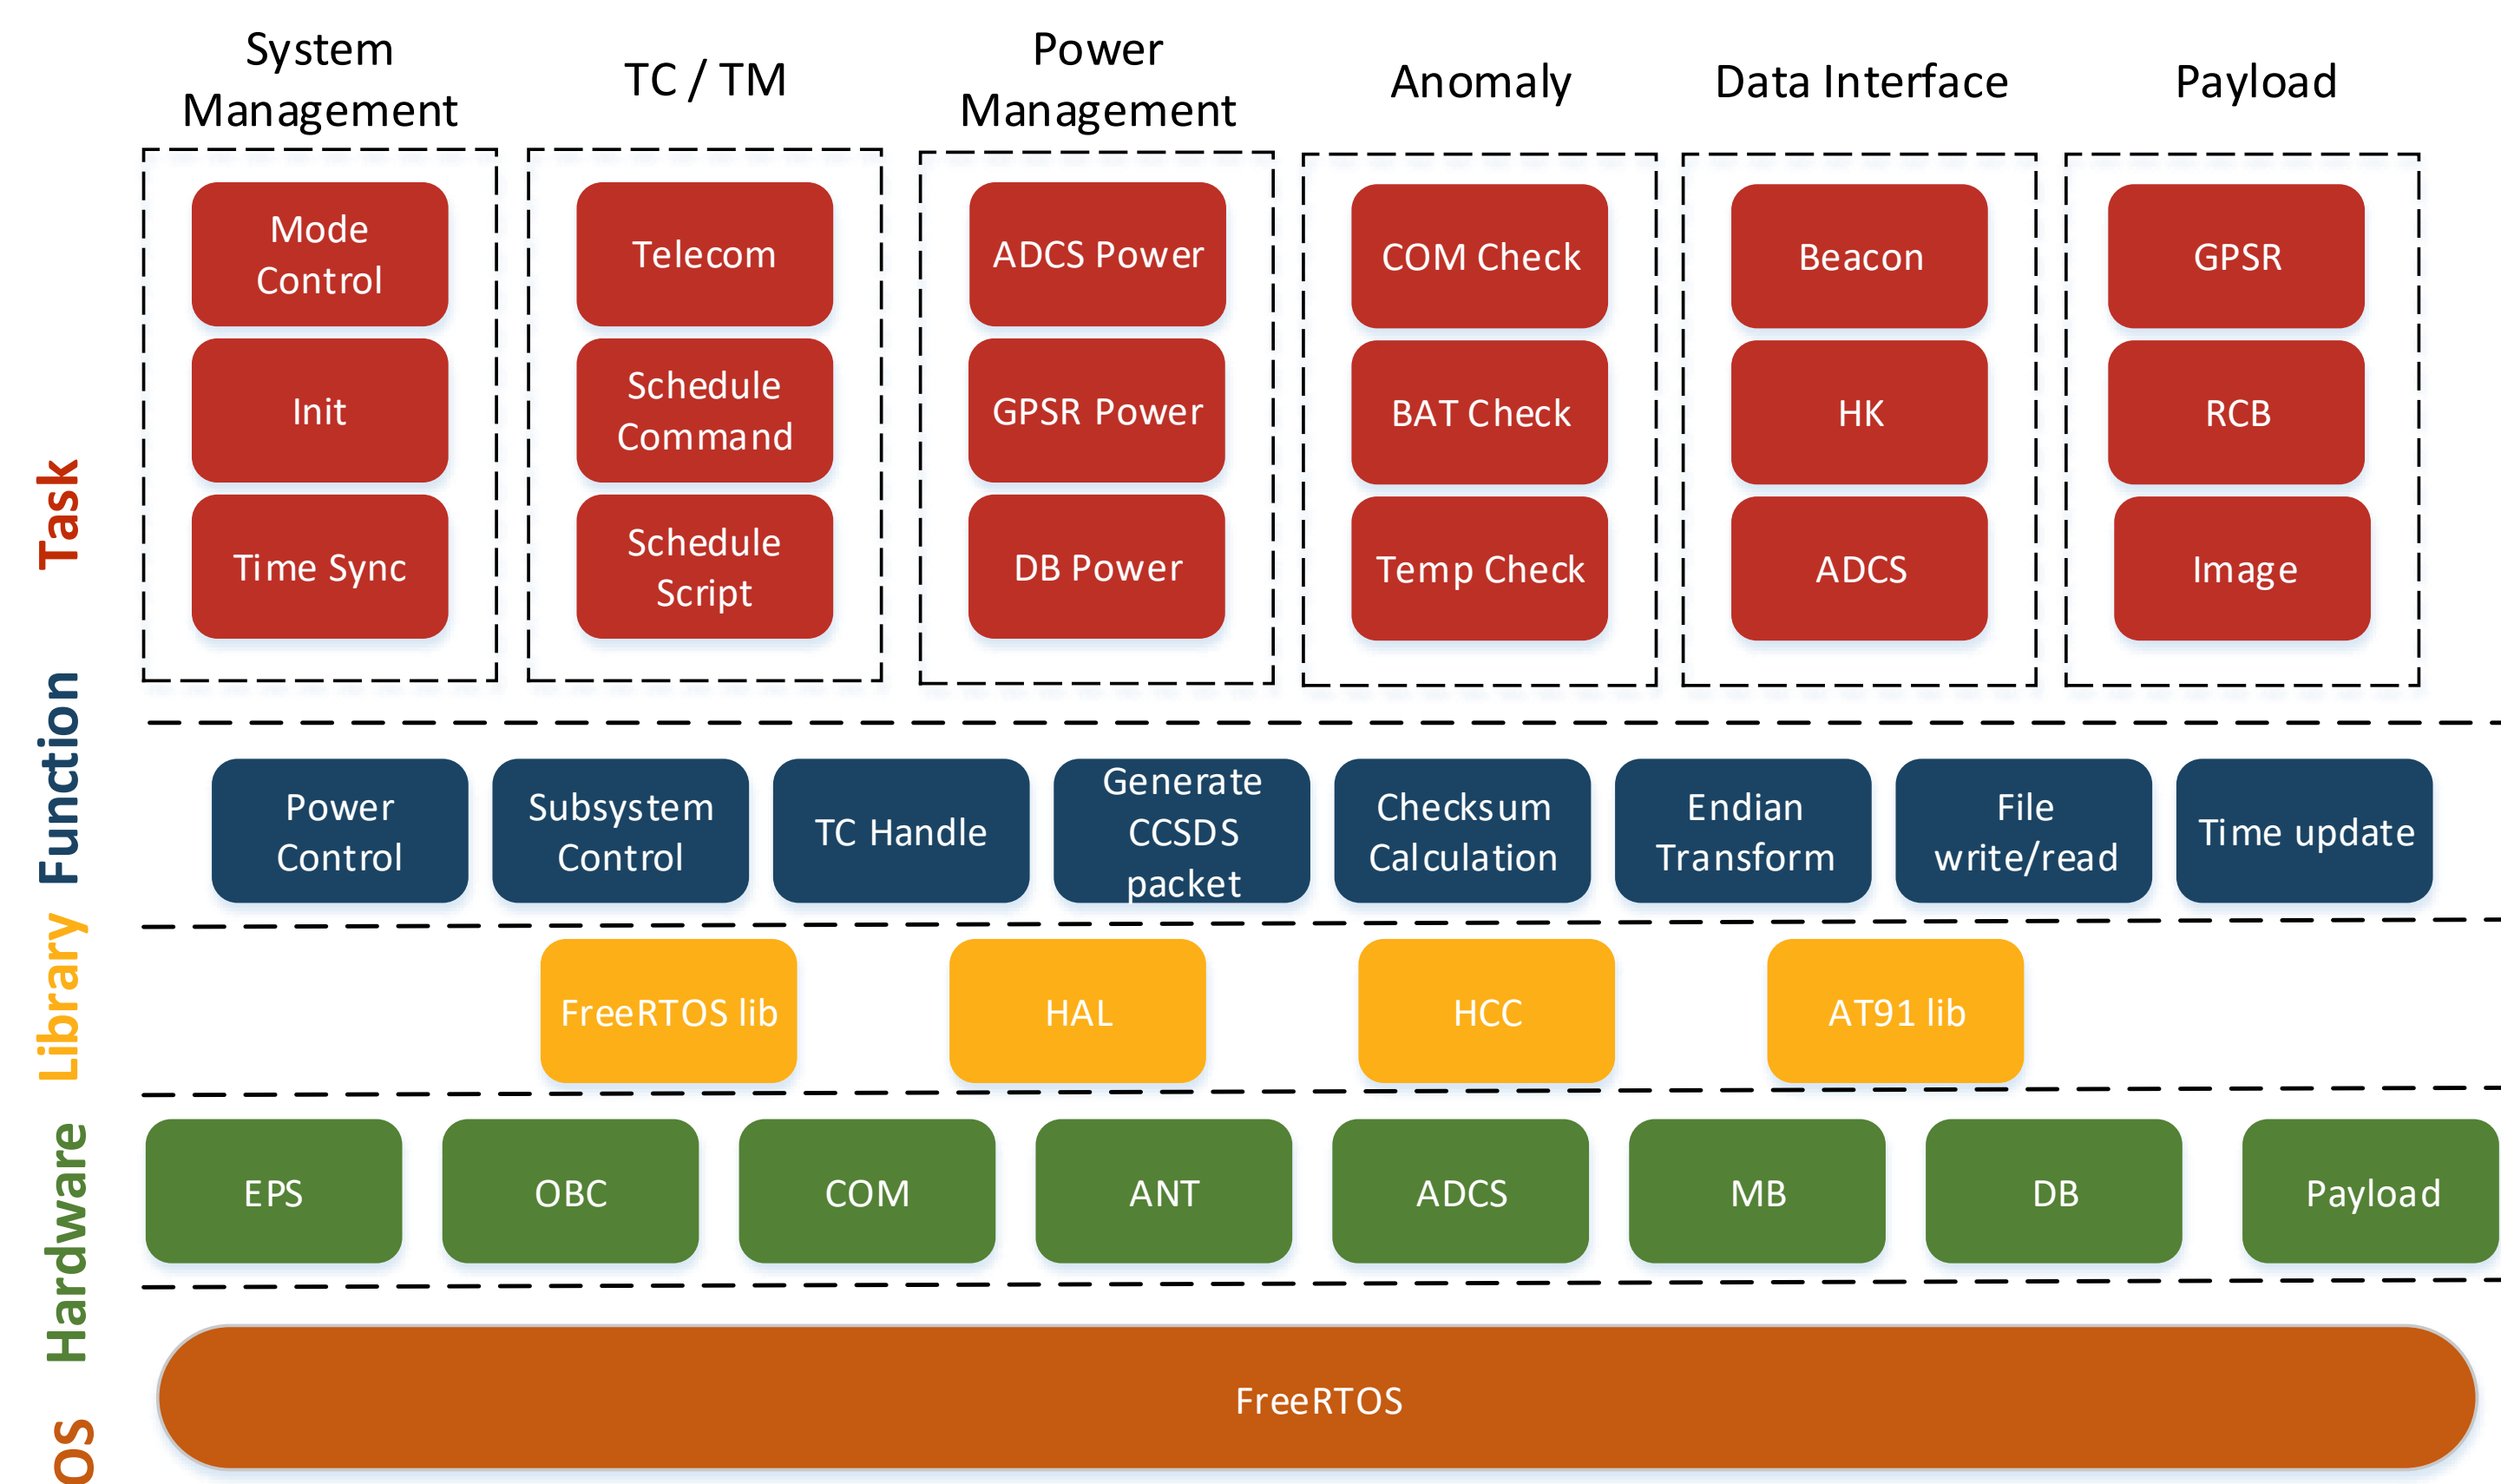 System
Management
TC / TM
Power
Management
Anomaly
Data Interface
Payload
Task
Mode
Control
Telecom
ADCS Power
COM Check
Beacon
GPSR
Init
Schedule
Command
GPSR Power
BAT Check
HK
RCB
Time Sync
Schedule
Script
DB Power
Temp Check
ADCS
Image
Function
Power
Control
Subsystem
Control
TC Handle
Generate
CCSDS
packet
Checksum
Calculation
Endian
Transform
File
write/read
Time update
Library
FreeRTOS lib
HAL
HCC
AT91 lib
Hardware
EPS
OBC
COM
ANT
ADCS
MB
DB
Payload
OS
FreeRTOS